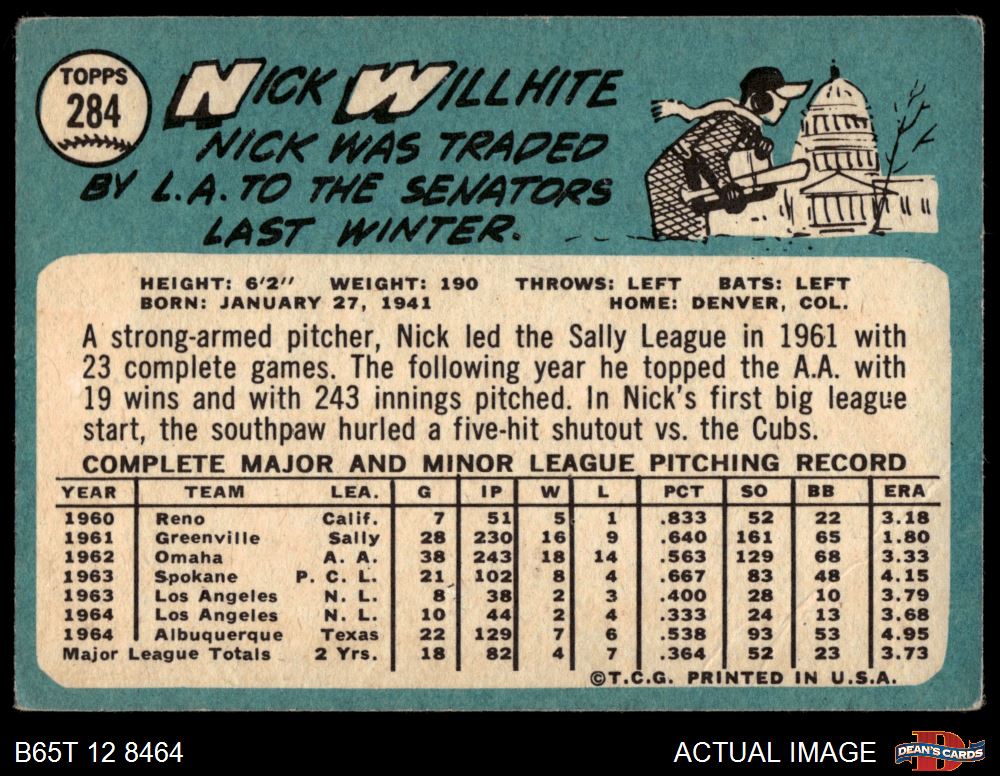 TOPPS
284
NICK WILLHITE
NICK WAS TRADED
BY L.A. TO THE SENATORS
LAST WINTER.
HEIGHT: 6'2" WEIGHT: 190 THROWS: LEFT BATS: LEFT
BORN: JANUARY 27, 1941 HOME: DENVER, COL.
A strong-armed pitcher, Nick led the Sally League in 1961 with
23 complete games. The following year he topped the A.A. with
19 wins and with 243 innings pitched. In Nick's first big league
start, the southpaw hurled a five-hit shutout vs. the Cubs.
COMPLETE MAJOR AND MINOR LEAGUE PITCHING RECORD
YEAR TEAM LEA. G IP W L PCT SO BB ERA
1960 Reno Calif. 7 51 5 1 .833 52 22 3.18
1961 Greenville Sally 28 230 16 9 .640 161 65 1.80
1962 Omaha A. A. 38 243 18 14 .563 129 68 3.33
1963 Spokane P. C. L. 21 102 8 4 .667 83 48 4.15
1963 Los Angeles N. L. 8 38 2 3 .400 28 10 3.79
1964 Los Angeles N. L. 10 44 2 4 .333 24 13 3.68
1964 Albuquerque Texas 22 129 7 6 .538 93 53 4.95
Major League Totals 2 Yrs. 18 82 4 7 .364 52 23 3.73
©T.C.G. PRINTED IN U.S.A.
B65T 12 8464
ACTUAL IMAGE
DEAN'S CARDS